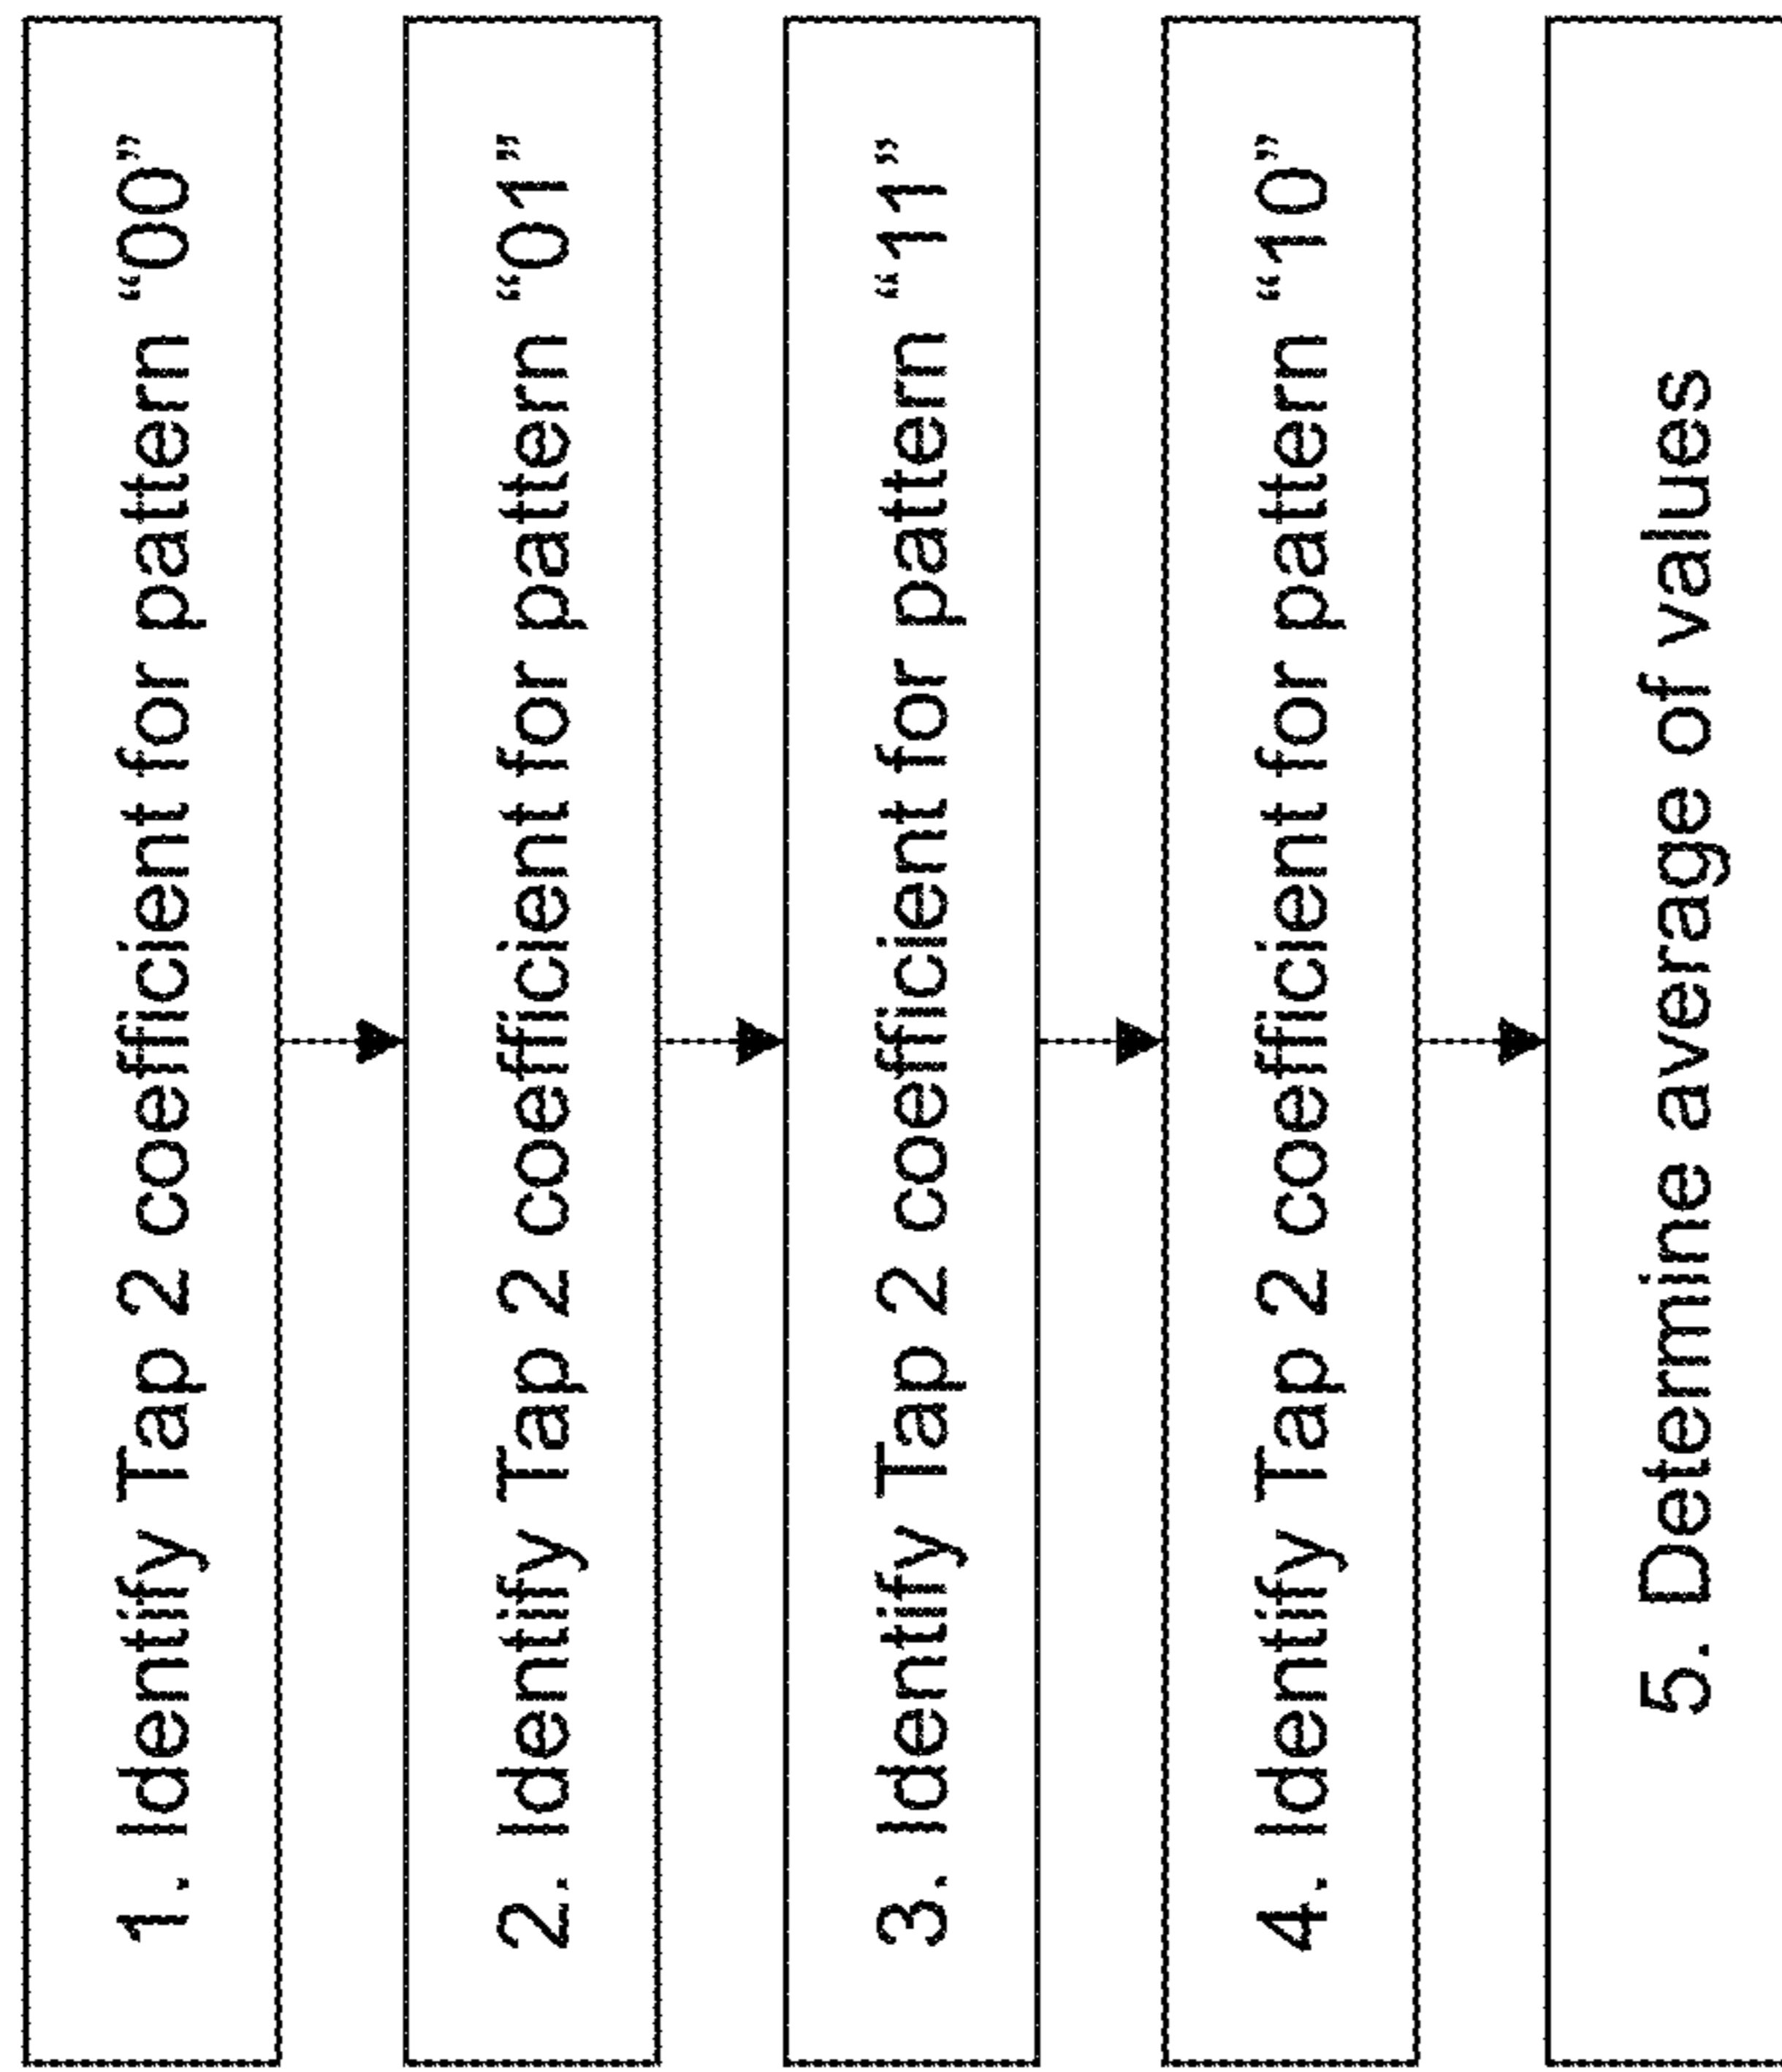 1. Identify Tap 2 coefficient for pattern “00”
2. Identify Tap 2 coefficient for pattern “01”
3. Identify Tap 2 coefficient for pattern “11”
4. Identify Tap 2 coefficient for pattern “10”
5. Determine average of values